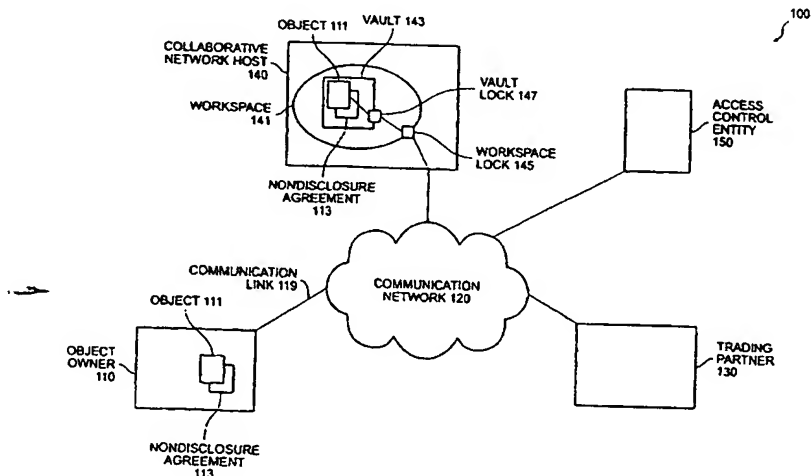 100
OBJECT 111
VAULT 143
COLLABORATIVE
NETWORK HOST
140
WORKSPACE
141
VAULT
LOCK 147
WORKSPACE
LOCK 145
NONDISCLOSURE
AGREEMENT
113
ACCESS
CONTROL
ENTITY
150
COMMUNICATION
LINK 119
COMMUNICATION
NETWORK 120
OBJECT 111
OBJECT
OWNER
110
NONDISCLOSURE
AGREEMENT
113
TRADING
PARTNER
130